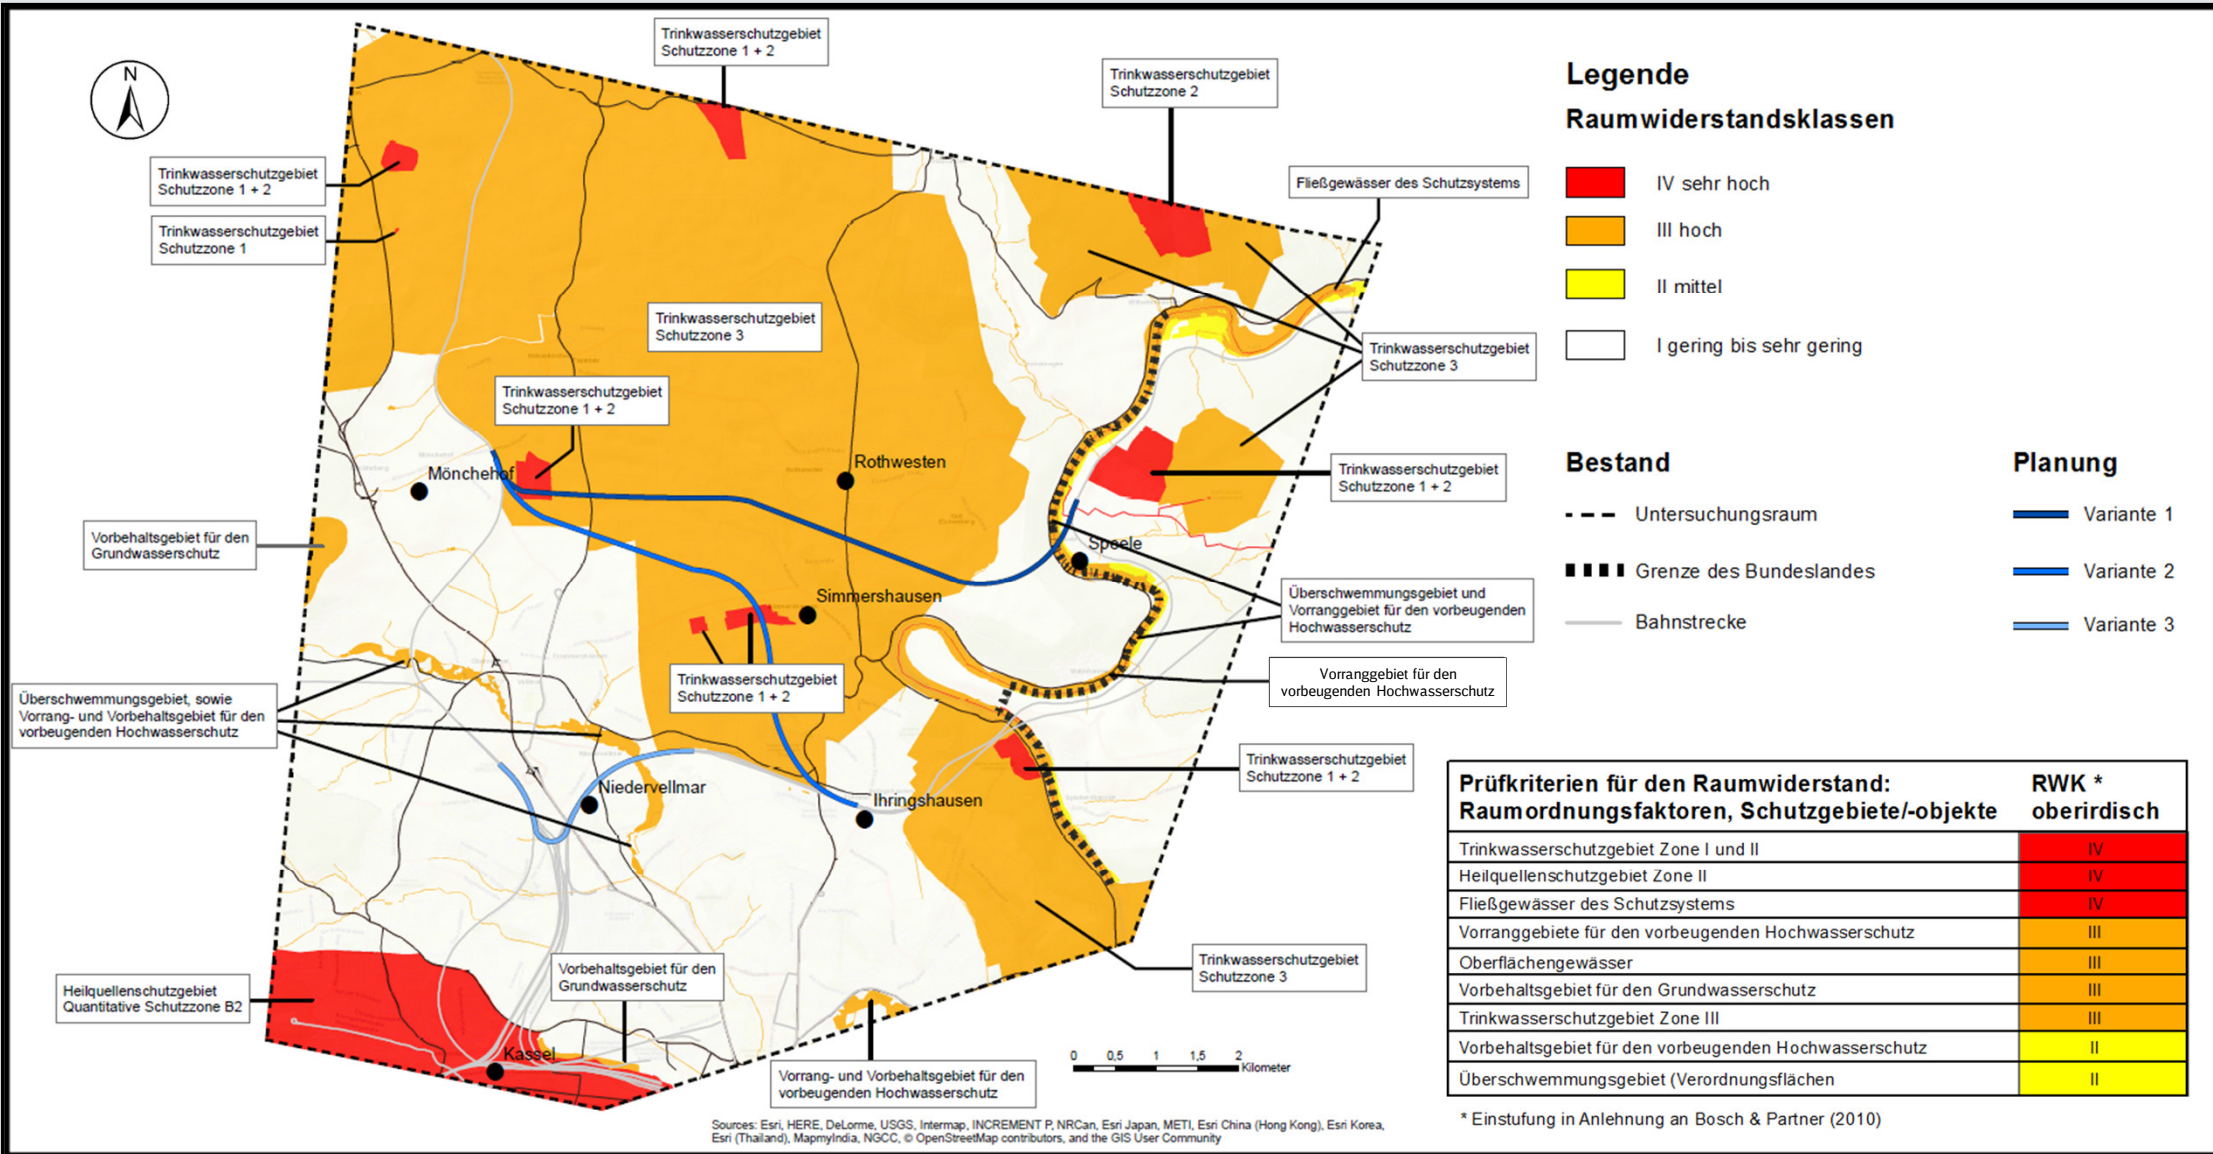 N
Trinkwasserschutzgebiet
Schutzzone 1 + 2
Trinkwasserschutzgebiet
Schutzzone 2
Trinkwasserschutzgebiet
Schutzzone 1 + 2
Trinkwasserschutzgebiet
Schutzzone 1
Fließgewässer des Schutzsystems
Trinkwasserschutzgebiet
Schutzzone 3
Trinkwasserschutzgebiet
Schutzzone 3
Trinkwasserschutzgebiet
Schutzzone 1 + 2
Mönchehof
Rothwesten
Trinkwasserschutzgebiet
Schutzzone 1 + 2
Vorbehaltsgebiet für den
Grundwasserschutz
Speele
Simmershausen
Überschwemmungsgebiet und
Vorranggebiet für den vorbeugenden
Hochwasserschutz
Trinkwasserschutzgebiet
Schutzzone 1 + 2
Vorranggebiet für den
vorbeugenden Hochwasserschutz
Überschwemmungsgebiet, sowie
Vorrang- und Vorbehaltsgebiet für den
vorbeugenden Hochwasserschutz
Trinkwasserschutzgebiet
Schutzzone 1 + 2
Niedervellmar
Ihringshausen
Trinkwasserschutzgebiet
Schutzzone 3
Heilquellenschutzgebiet
Quantitative Schutzzone B2
Vorbehaltsgebiet für den
Grundwasserschutz
Kassel
Vorrang- und Vorbehaltsgebiet für den
vorbeugenden Hochwasserschutz
0 0,5 1 1,5 2
Kilometer
Sources: Esri, HERE, DeLorme, USGS, Intermap, INCREMENT P, NRCan, Esri Japan, METI, Esri China (Hong Kong), Esri Korea,
Esri (Thailand), MapmyIndia, NGCC, © OpenStreetMap contributors, and the GIS User Community
Legende
Raumwiderstandsklassen
IV sehr hoch
III hoch
II mittel
I gering bis sehr gering
Bestand
Untersuchungsraum
Grenze des Bundeslandes
Bahnstrecke
Planung
Variante 1
Variante 2
Variante 3
Prüfkriterien für den Raumwiderstand: RWK *
Raumordnungsfaktoren, Schutzgebiete/-objekte oberirdisch
Trinkwasserschutzgebiet Zone I und II IV
Heilquellenschutzgebiet Zone II IV
Fließgewässer des Schutzsystems IV
Vorranggebiete für den vorbeugenden Hochwasserschutz III
Oberflächengewässer III
Vorbehaltsgebiet für den Grundwasserschutz III
Trinkwasserschutzgebiet Zone III III
Vorbehaltsgebiet für den vorbeugenden Hochwasserschutz II
Überschwemmungsgebiet (Verordnungsflächen II
* Einstufung in Anlehnung an Bosch & Partner (2010)